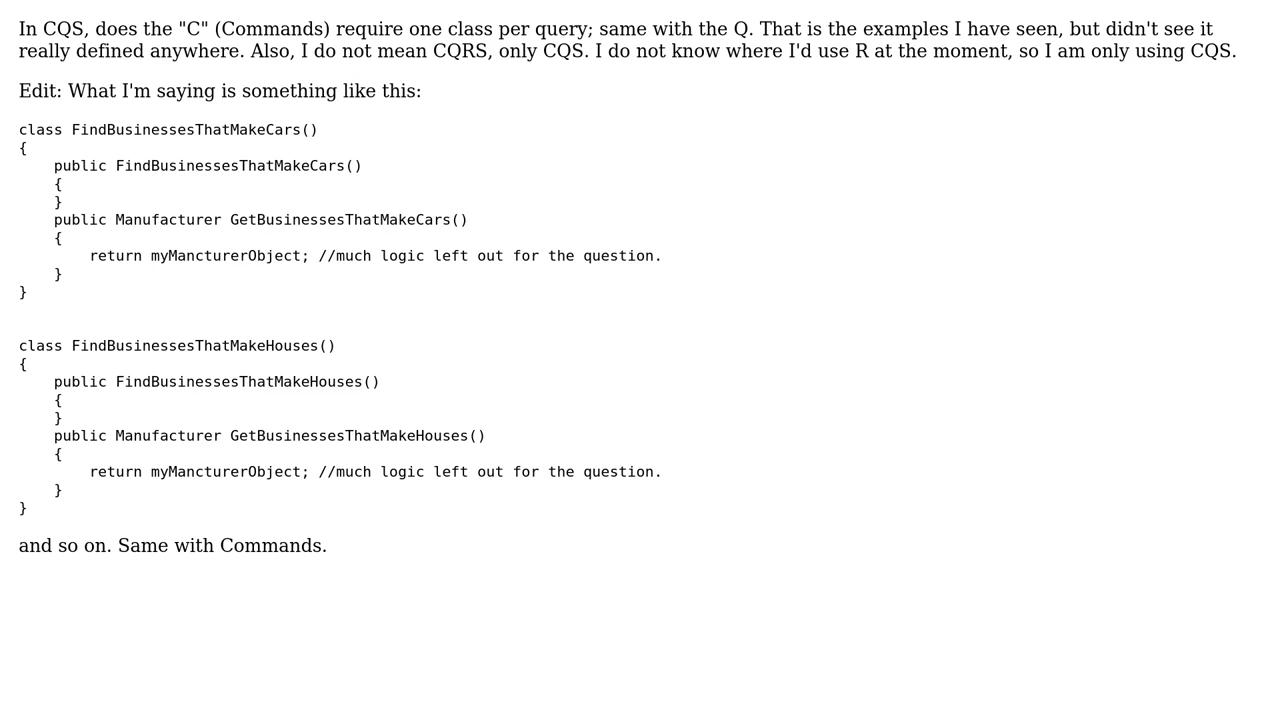 In CQS, does the "C" (Commands) require one class per query; same with the Q. That is the examples I have seen, but didn't see it
really defined anywhere. Also, I do not mean CQRS, only CQS. I do not know where I'd use R at the moment, so I am only using CQS.
Edit: What I'm saying is something like this:
class FindBusinessesThatMakeCars()
{
    public FindBusinessesThatMakeCars()
    {
    }
    public Manufacturer GetBusinessesThatMakeCars()
    {
        return myMancturerObject; //much logic left out for the question.
    }
}
class FindBusinessesThatMakeHouses()
{
    public FindBusinessesThatMakeHouses()
    {
    }
    public Manufacturer GetBusinessesThatMakeHouses()
    {
        return myMancturerObject; //much logic left out for the question.
    }
}
and so on. Same with Commands.